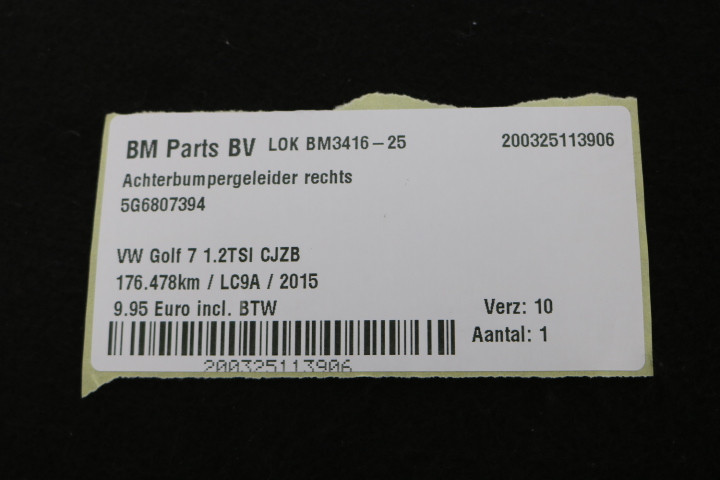 BM Parts BV LOK BM3416-25 200325113906
Achterbumpergeleider rechts
5G6807394
VW Golf 7 1.2TSI CJZB
176.478km / LC9A / 2015
9.95 Euro incl. BTW Verz: 10
Aantal: 1
200325113906